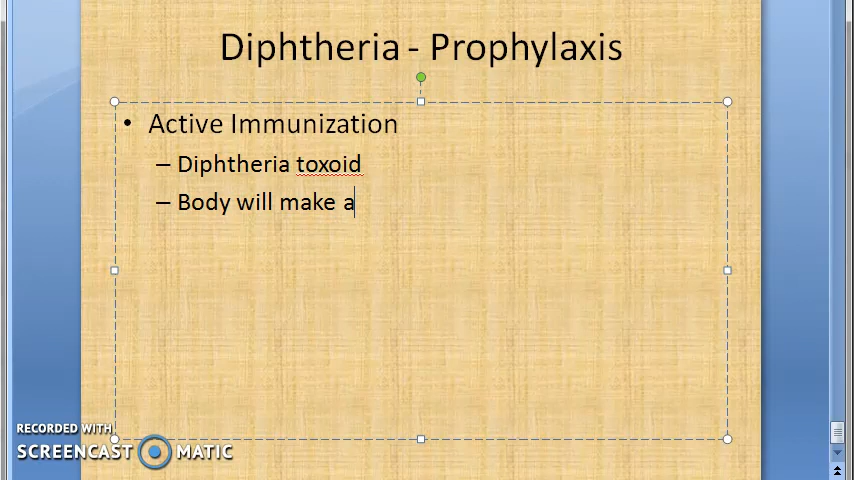 Diphtheria - Prophylaxis
• Active Immunization
– Diphtheria toxoid
– Body will make a
RECORDED WITH
SCREENCAST MATIC